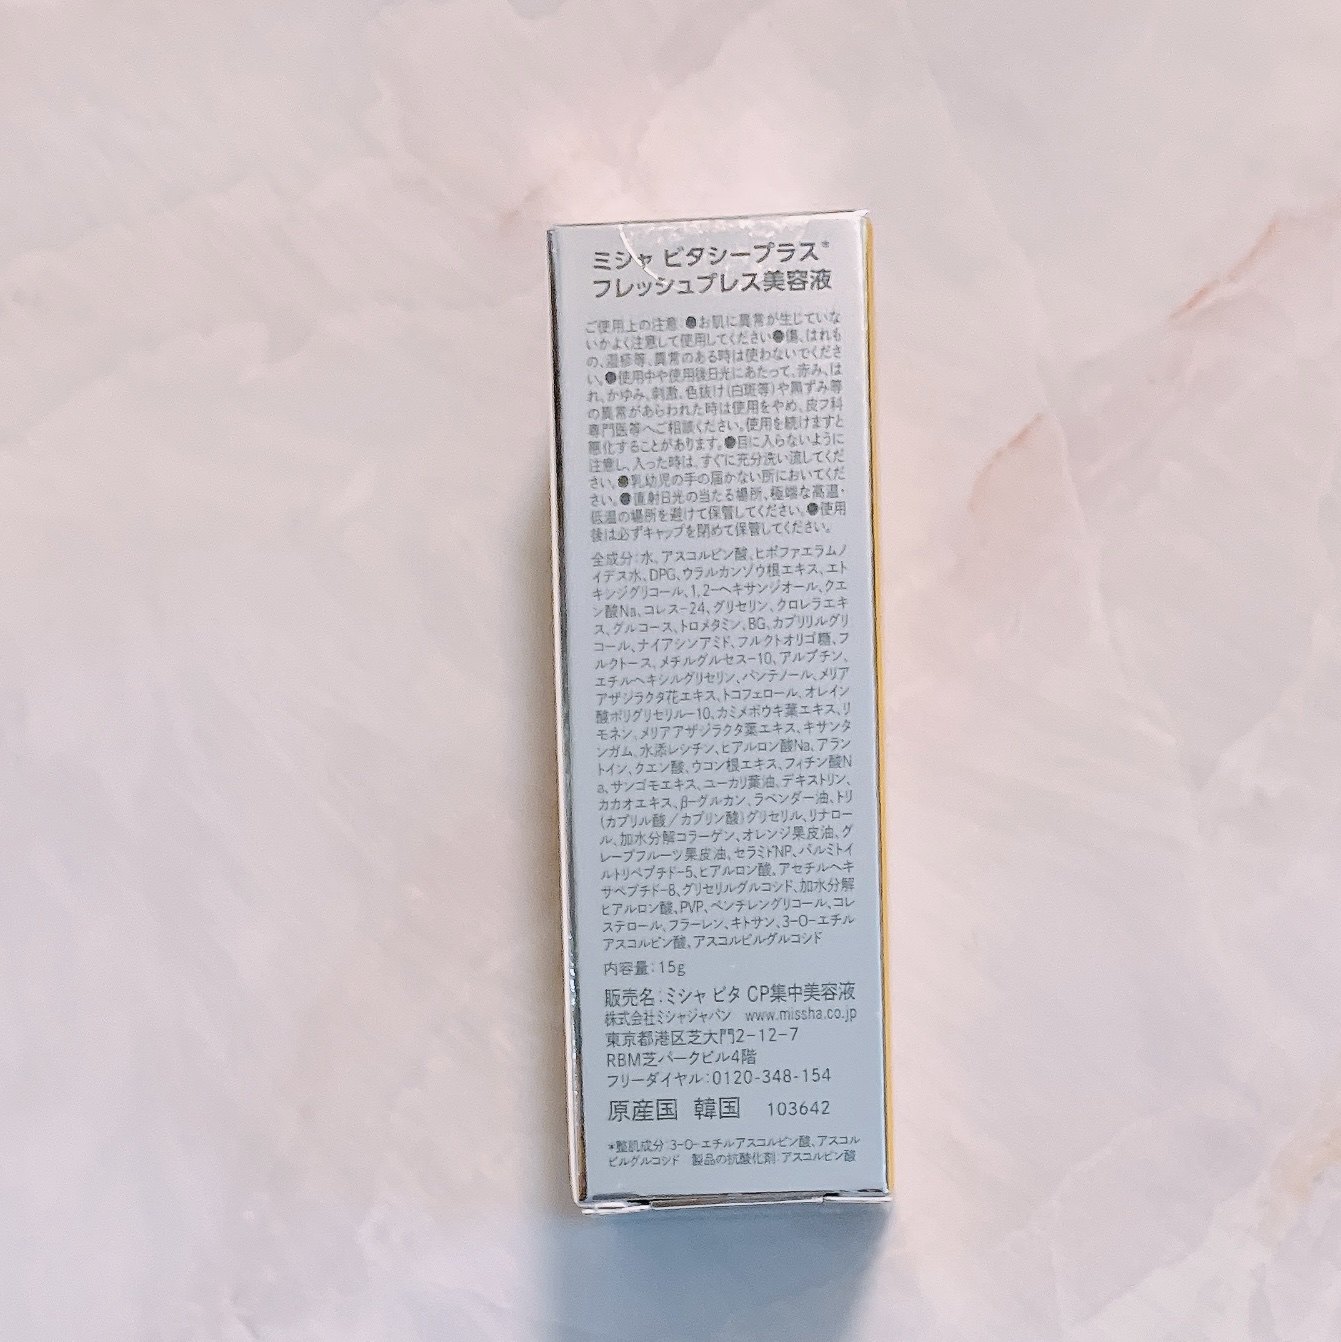 ミシャ ビタシープラス*
フレッシュプレス美容液
ご使用上の注意:●お肌に異常が生じていな
いかよく注意して使用してください●傷、はれも
の、湿疹等、異常のある時は使わないでくださ
い。●使用中や使用後日光にあたって、赤み、は
れ、かゆみ、刺激、色抜け(白斑等)や黒ずみ等
の異常があらわれた時は使用をやめ、皮フ科
専門医等へご相談ください。使用を続けますと
悪化することがあります。●目に入らないように
注意し、入った時は、すぐに充分洗い流してくだ
さい。●乳幼児の手の届かない所においてくだ
さい。●直射日光の当たる場所、極端な高温・
低温の場所を避けて保管してください。●使用
後は必ずキャップを閉めて保管してください。
全成分:水、アスコルビン酸、ヒポファエラムノ
イデス水、DPG、ウラルカンゾウ根エキス、エト
キシジグリコール、1,2-ヘキサンジオール、クエ
ン酸Na、コレス-24、グリセリン、クロレラエキ
ス、グルコース、トロメタミン、BG、カプリリルグリ
コール、ナイアシンアミド、フルクトオリゴ糖、フ
ルクトース、メチルグルセス-10、アルブチン、
エチルヘキシルグリセリン、パンテノール、メリア
アザジラクタ花エキス、トコフェロール、オレイン
酸ポリグリセリル-10、カミメボウキ葉エキス、リ
モネン、メリアアザジラクタ葉エキス、キサンタ
ンガム、水添レシチン、ヒアルロン酸Na、アラン
トイン、クエン酸、ウコン根エキス、フィチン酸N
a、サンゴモエキス、ユーカリ葉油、デキストリン、
カカオエキス、β-グルカン、ラベンダー油、トリ
(カプリル酸/カプリン酸)グリセリル、リナロー
ル、加水分解コラーゲン、オレンジ果皮油、グ
レープフルーツ果皮油、セラミドNP、パルミトイ
ルトリペプチド-5、ヒアルロン酸、アセチルヘキ
サペプチド-8、グリセリルグルコシド、加水分解
ヒアルロン酸、PVP、ペンチレングリコール、コレ
ステロール、フラーレン、キトサン、3-O-エチル
アスコルビン酸、アスコルビルグルコシド
内容量:15g
販売名:ミシャ ビタ CP集中美容液
株式会社ミシャジャパン www.missha.co.jp
東京都港区芝大門2-12-7
RBM芝パークビル4階
フリーダイヤル:0120-348-154
原産国 韓国 103642
*整肌成分:3-O-エチルアスコルビン酸、アスコル
ビルグルコシド 製品の抗酸化剤:アスコルビン酸